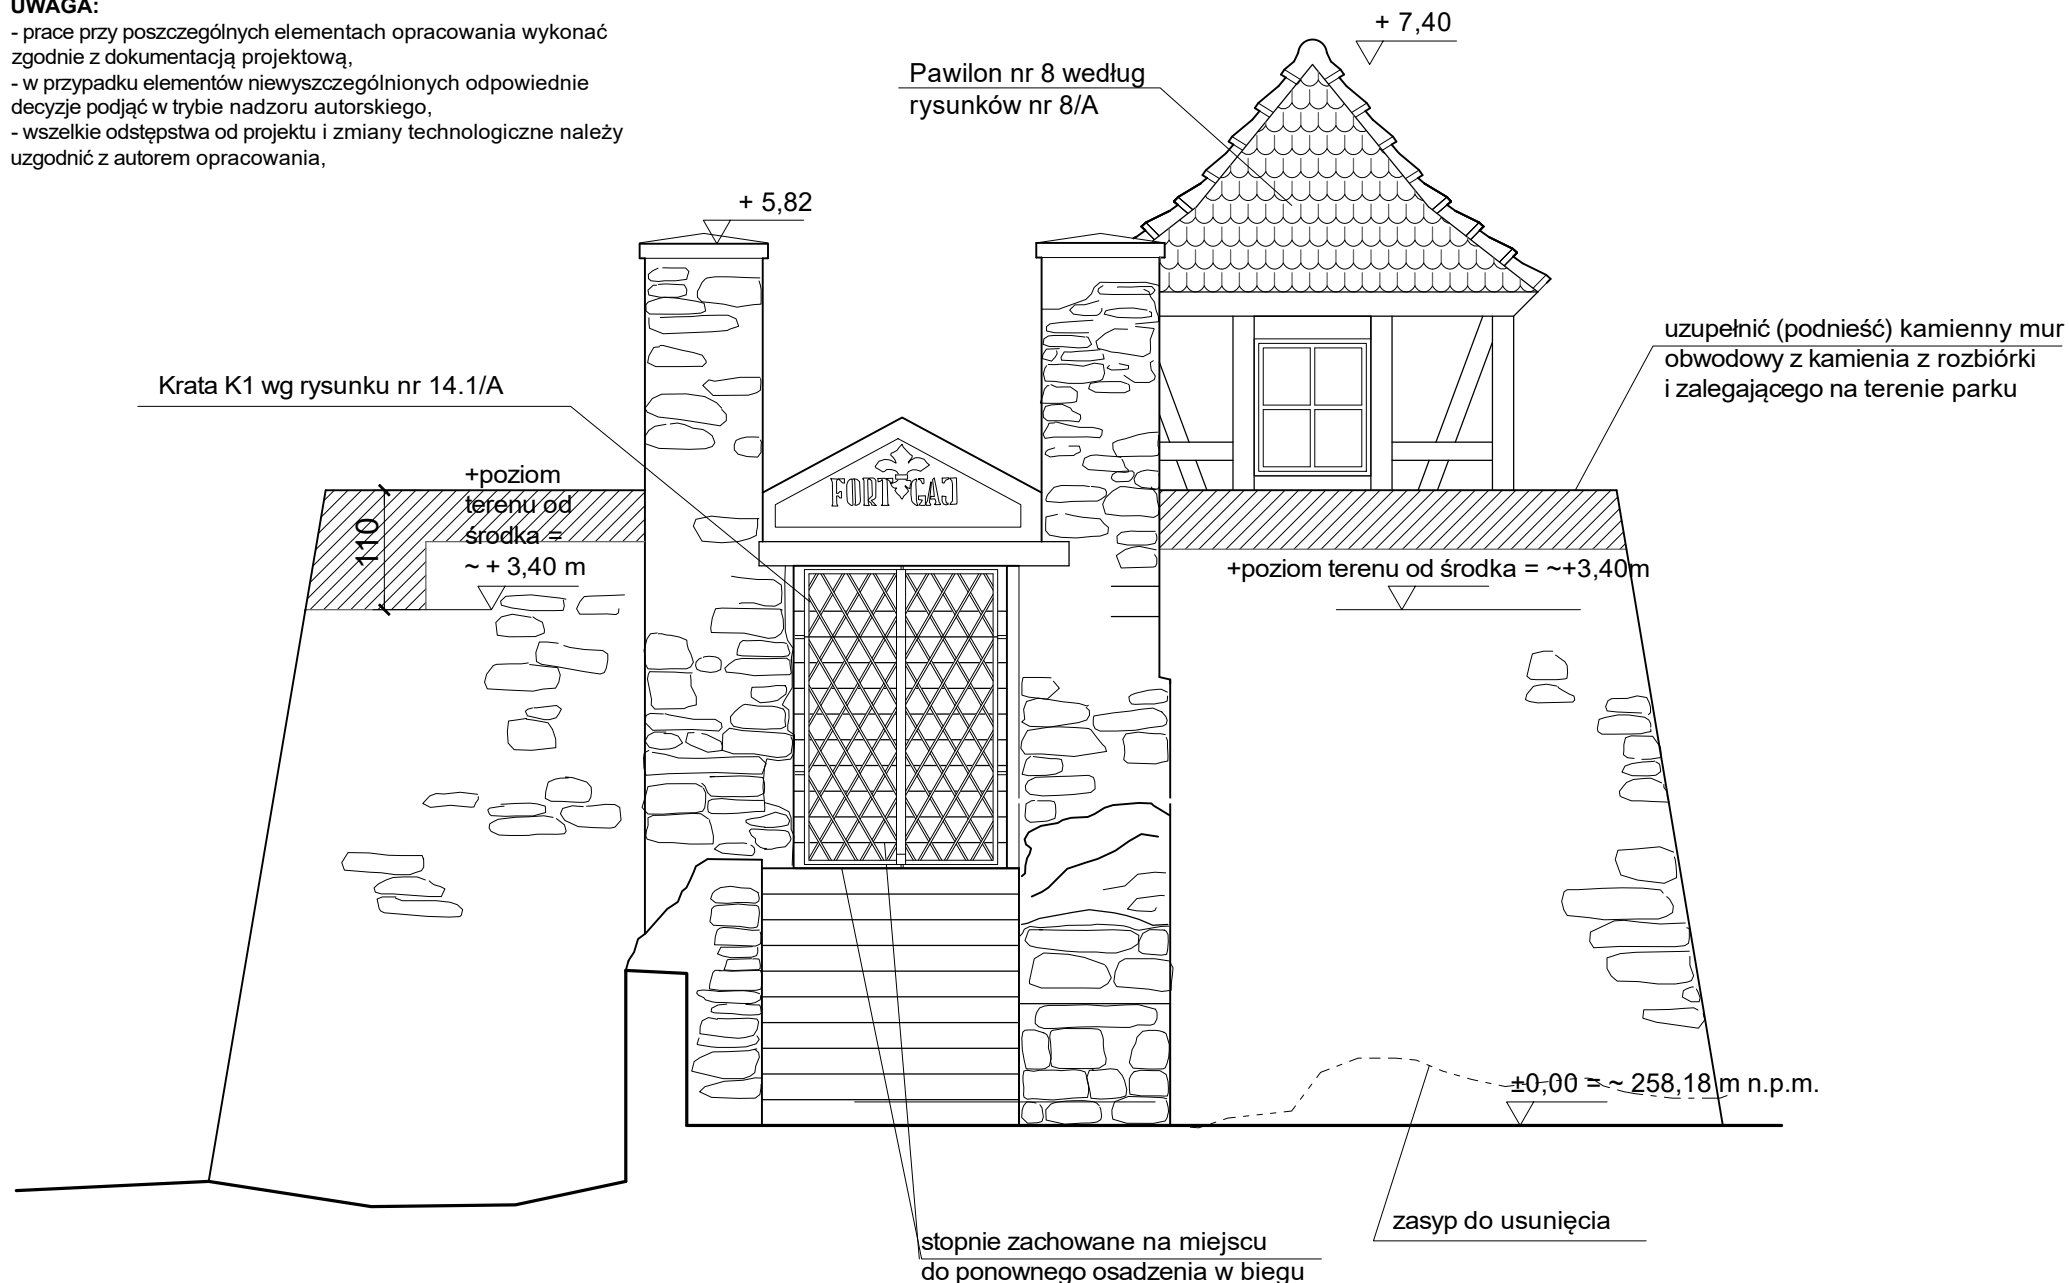 UWAGA:
- prace przy poszczególnych elementach opracowania wykonać
zgodnie z dokumentacją projektową,
- w przypadku elementów niewyszczególnionych odpowiednie
decyzje podjąć w trybie nadzoru autorskiego,
- wszelkie odstępstwa od projektu i zmiany technologiczne należy
uzgodnić z autorem opracowania,
+ 7,40
Pawilon nr 8 według
rysunków nr 8/A
+ 5,82
uzupełnić (podnieść) kamienny mur
obwodowy z kamienia z rozbiórki
i zalegającego na terenie parku
Krata K1 wg rysunku nr 14.1/A
+poziom
terenu od
środka =
~ + 3,40 m
110
FORT GAJ
+poziom terenu od środka = ~+3,40m
±0,00 = ~ 258,18 m n.p.m.
zasyp do usunięcia
stopnie zachowane na miejscu
do ponownego osadzenia w biegu